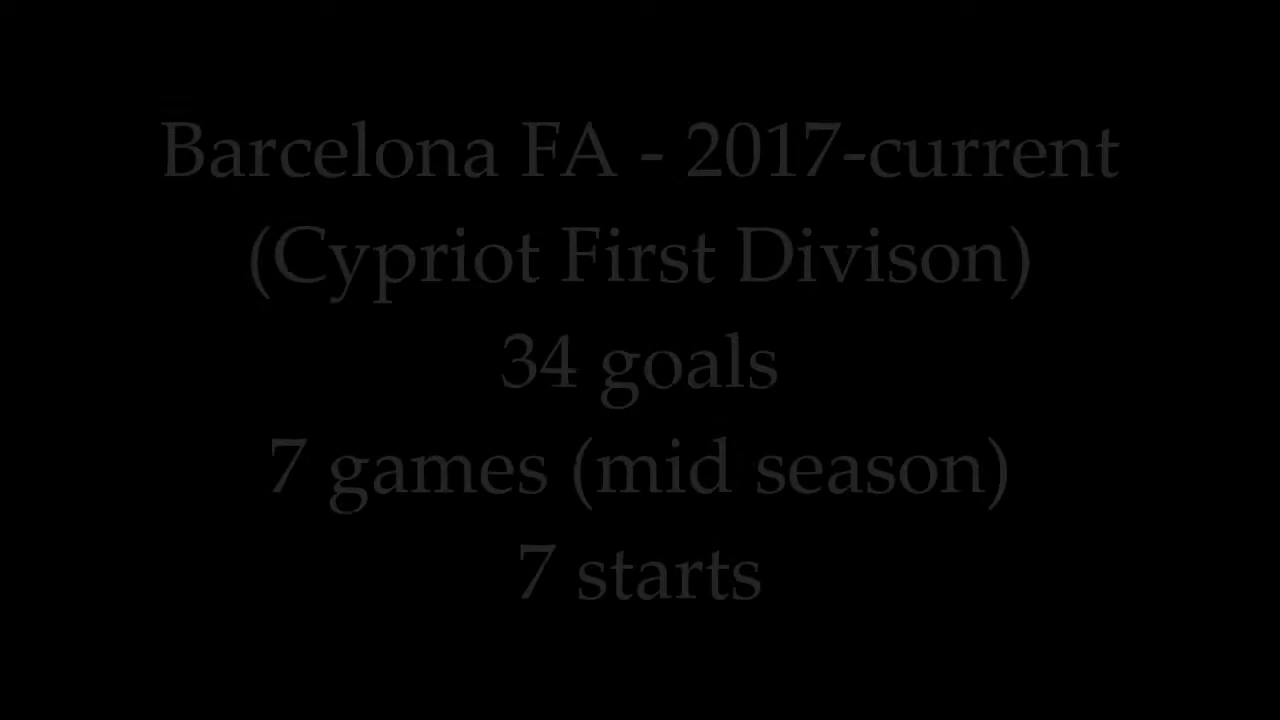 Barcelona FA - 2017-current
(Cypriot First Divison)
34 goals
7 games (mid season)
7 starts